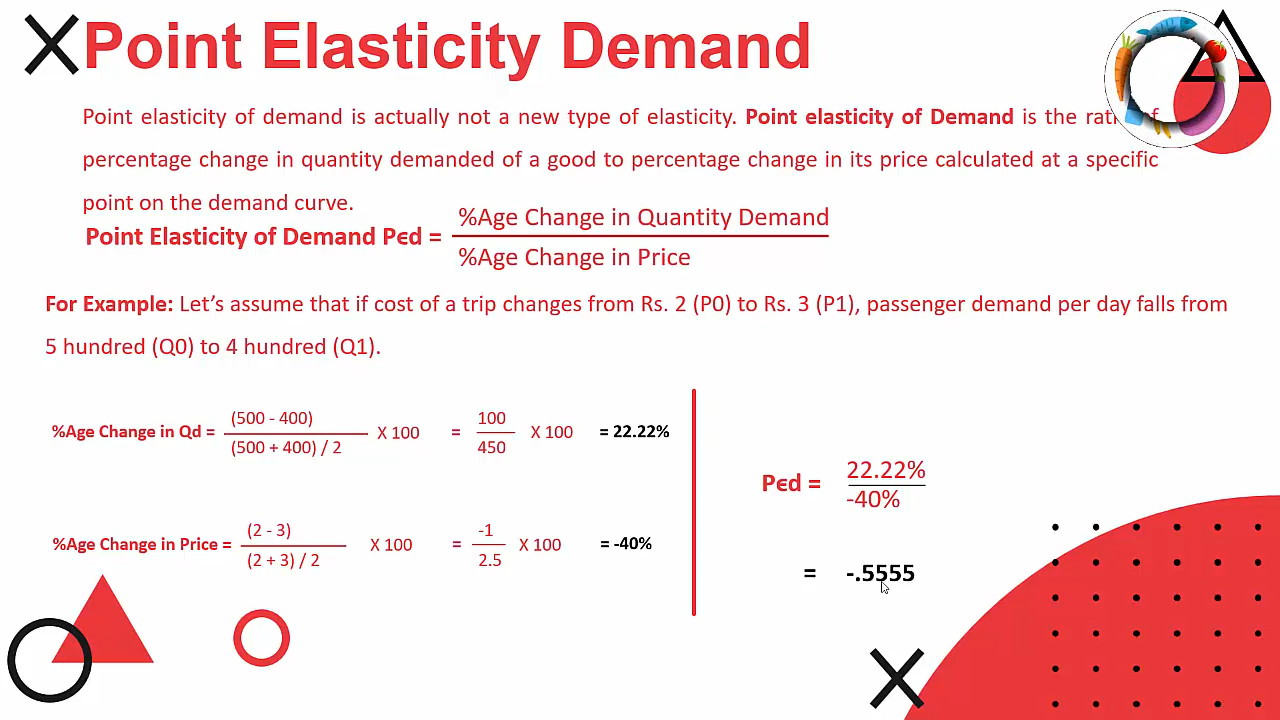 Point Elasticity Demand
Point elasticity of demand is actually not a new type of elasticity. Point elasticity of Demand is the of
percentage change in quantity demanded of a good to percentage change in its price calculated at a specific
point on the demand curve.
Point Elasticity of Demand Pϵd =
%Age Change in Quantity Demand
%Age Change in Price
For Example: Let's assume that if cost of a trip changes from Rs. 2 (P0) to Rs. 3 (P1), passenger demand per day falls from
5 hundred (Q0) to 4 hundred (Q1).
%Age Change in Qd =
(500 - 400)
(500 + 400) / 2
X 100
=
100
450
X 100
= 22.22%
%Age Change in Price =
(2 - 3)
(2 + 3) / 2
X 100
=
-1
2.5
X 100
= -40%
Pϵd =
22.22%
-40%
= -.5555